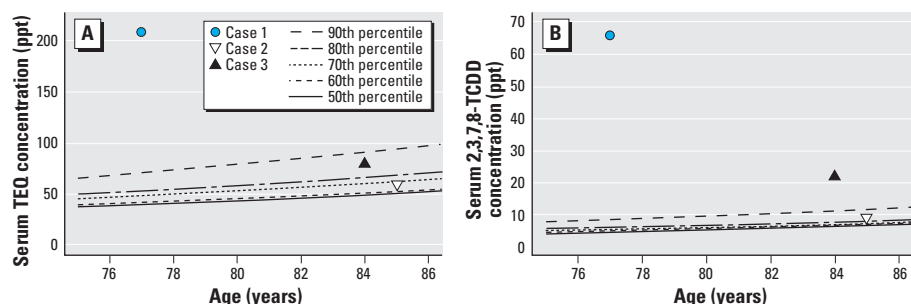 A
Serum TEQ concentration (ppt)
200
150
100
50
0
76 78 80 82 84 86
Age (years)
Case 1
Case 2
Case 3
90th percentile
80th percentile
70th percentile
60th percentile
50th percentile
B
Serum 2,3,7,8-TCDD
concentration (ppt)
70
60
50
40
30
20
10
0
76 78 80 82 84 86
Age (years)